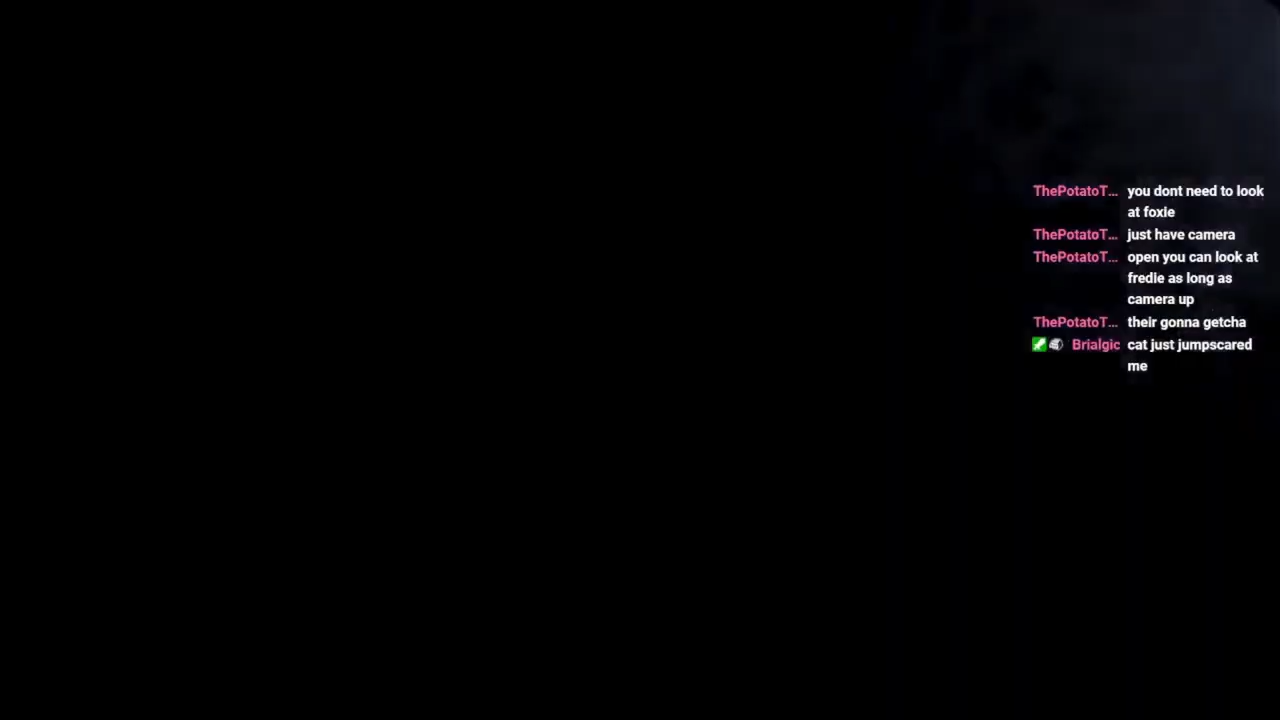 ThePotatoT... you dont need to look
at foxie
ThePotatoT... just have camera
ThePotatoT... open you can look at
fredie as long as
camera up
ThePotatoT... their gonna getcha
Brialgic cat just jumpscared
me